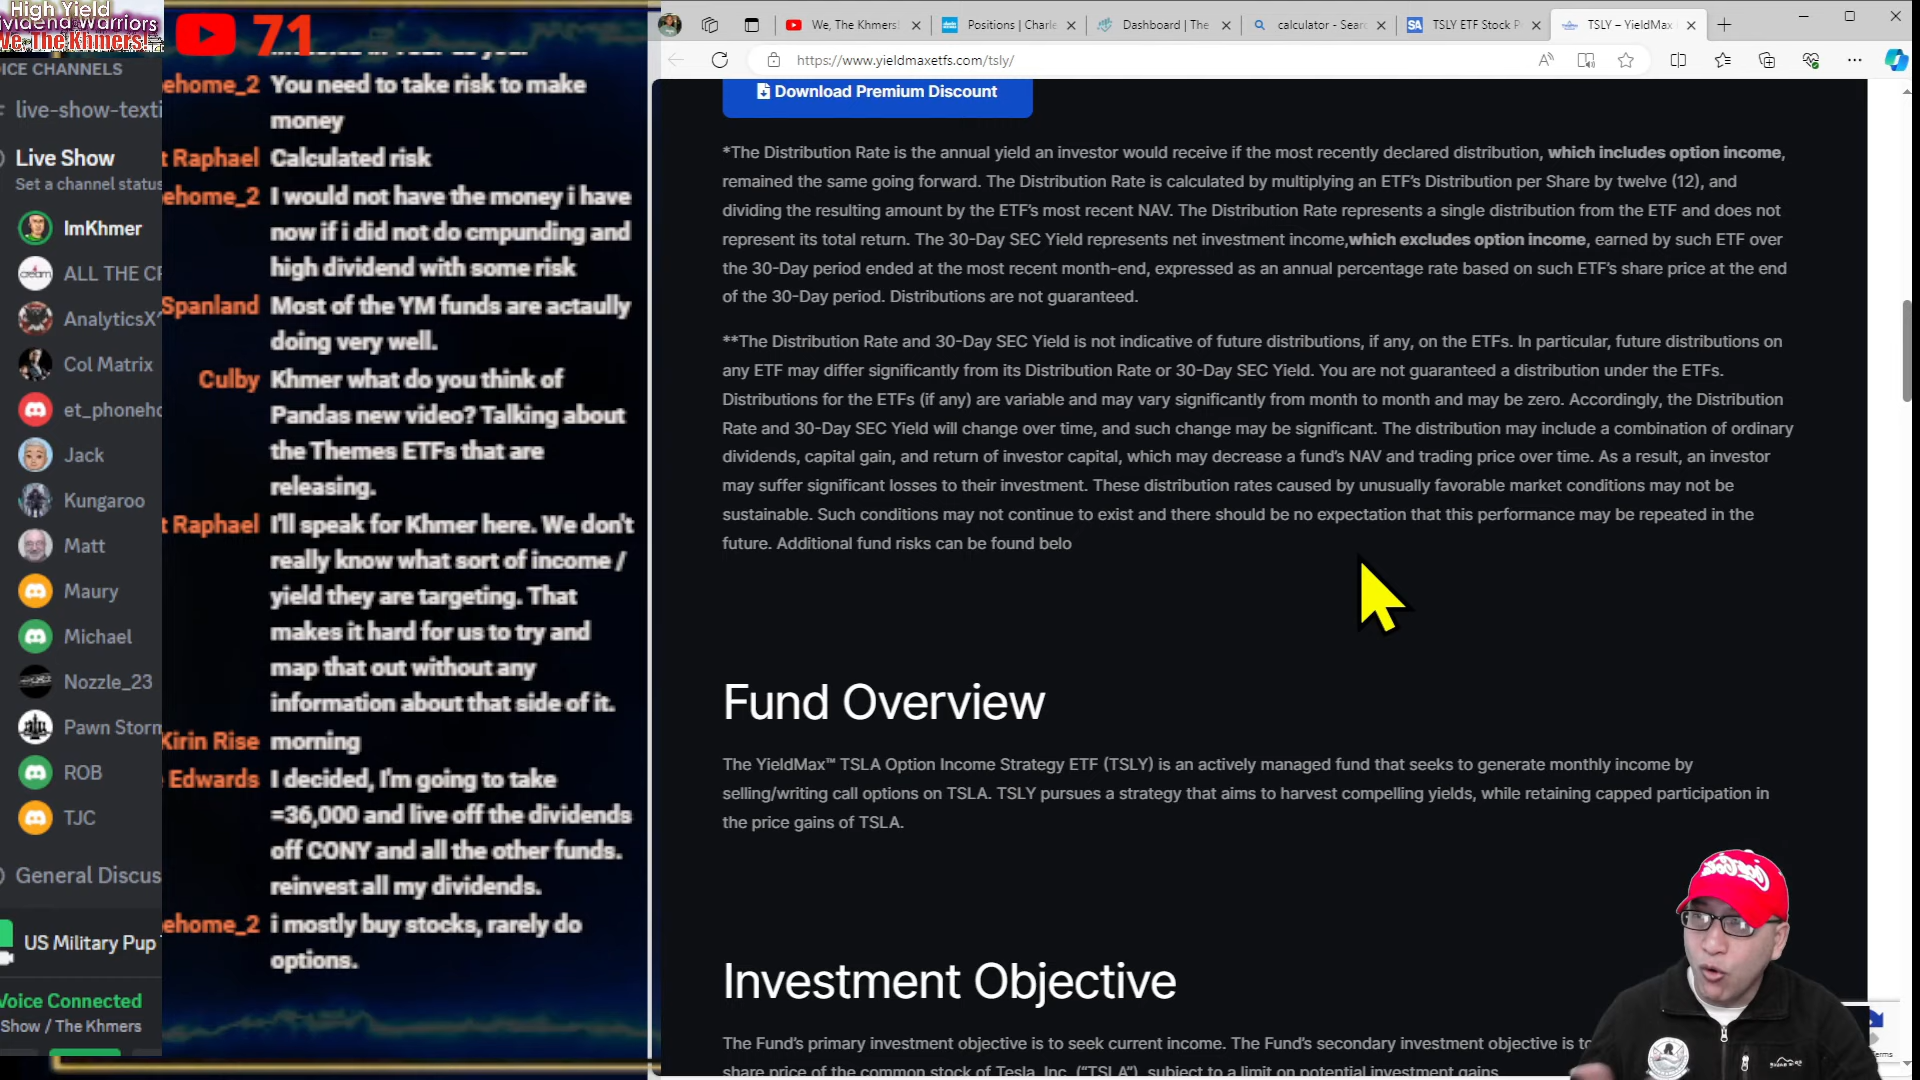 High Yield
Dividend Warriors
We, The Khmers!
71
VOICE CHANNELS
live-show-texti
Live Show
Set a channel status
ImKhmer
ALL THE CR
AnalyticsX
Col Matrix
et_phoneho
Jack
Kungaroo
Matt
Maury
Michael
Nozzle_23
Pawn Storm
ROB
TJC
General Discus
US Military Pup
Voice Connected
Show / The Khmers
ehome_2 You need to take risk to make
money
t Raphael Calculated risk
ehome_2 I would not have the money i have
now if i did not do cmpunding and
high dividend with some risk
Spanland Most of the YM funds are actaully
doing very well.
Culby Khmer what do you think of
Pandas new video? Talking about
the Themes ETFs that are
releasing.
t Raphael I'll speak for Khmer here. We don't
really know what sort of income /
yield they are targeting. That
makes it hard for us to try and
map that out without any
information about that side of it.
Kirin Rise morning
Edwards I decided, I'm going to take
=36,000 and live off the dividends
off CONY and all the other funds.
reinvest all my dividends.
ehome_2 i mostly buy stocks, rarely do
options.
We, The Khmers
Positions | Charle
Dashboard | The
calculator - Sear
SA TSLY ETF Stock P
TSLY – YieldMax
https://www.yieldmaxetfs.com/tsly/
Download Premium Discount
*The Distribution Rate is the annual yield an investor would receive if the most recently declared distribution, which includes option income,
remained the same going forward. The Distribution Rate is calculated by multiplying an ETF's Distribution per Share by twelve (12), and
dividing the resulting amount by the ETF's most recent NAV. The Distribution Rate represents a single distribution from the ETF and does not
represent its total return. The 30-Day SEC Yield represents net investment income,which excludes option income, earned by such ETF over
the 30-Day period ended at the most recent month-end, expressed as an annual percentage rate based on such ETF's share price at the end
of the 30-Day period. Distributions are not guaranteed.
**The Distribution Rate and 30-Day SEC Yield is not indicative of future distributions, if any, on the ETFs. In particular, future distributions on
any ETF may differ significantly from its Distribution Rate or 30-Day SEC Yield. You are not guaranteed a distribution under the ETFs.
Distributions for the ETFs (if any) are variable and may vary significantly from month to month and may be zero. Accordingly, the Distribution
Rate and 30-Day SEC Yield will change over time, and such change may be significant. The distribution may include a combination of ordinary
dividends, capital gain, and return of investor capital, which may decrease a fund's NAV and trading price over time. As a result, an investor
may suffer significant losses to their investment. These distribution rates caused by unusually favorable market conditions may not be
sustainable. Such conditions may not continue to exist and there should be no expectation that this performance may be repeated in the
future. Additional fund risks can be found belo
Fund Overview
The YieldMax™ TSLA Option Income Strategy ETF (TSLY) is an actively managed fund that seeks to generate monthly income by
selling/writing call options on TSLA. TSLY pursues a strategy that aims to harvest compelling yields, while retaining capped participation in
the price gains of TSLA.
Investment Objective
The Fund's primary investment objective is to seek current income. The Fund's secondary investment objective is to
share price of the common stock of Tesla, Inc. ("TSLA"), subject to a limit on potential investment gains.
Coca-Cola
Terms